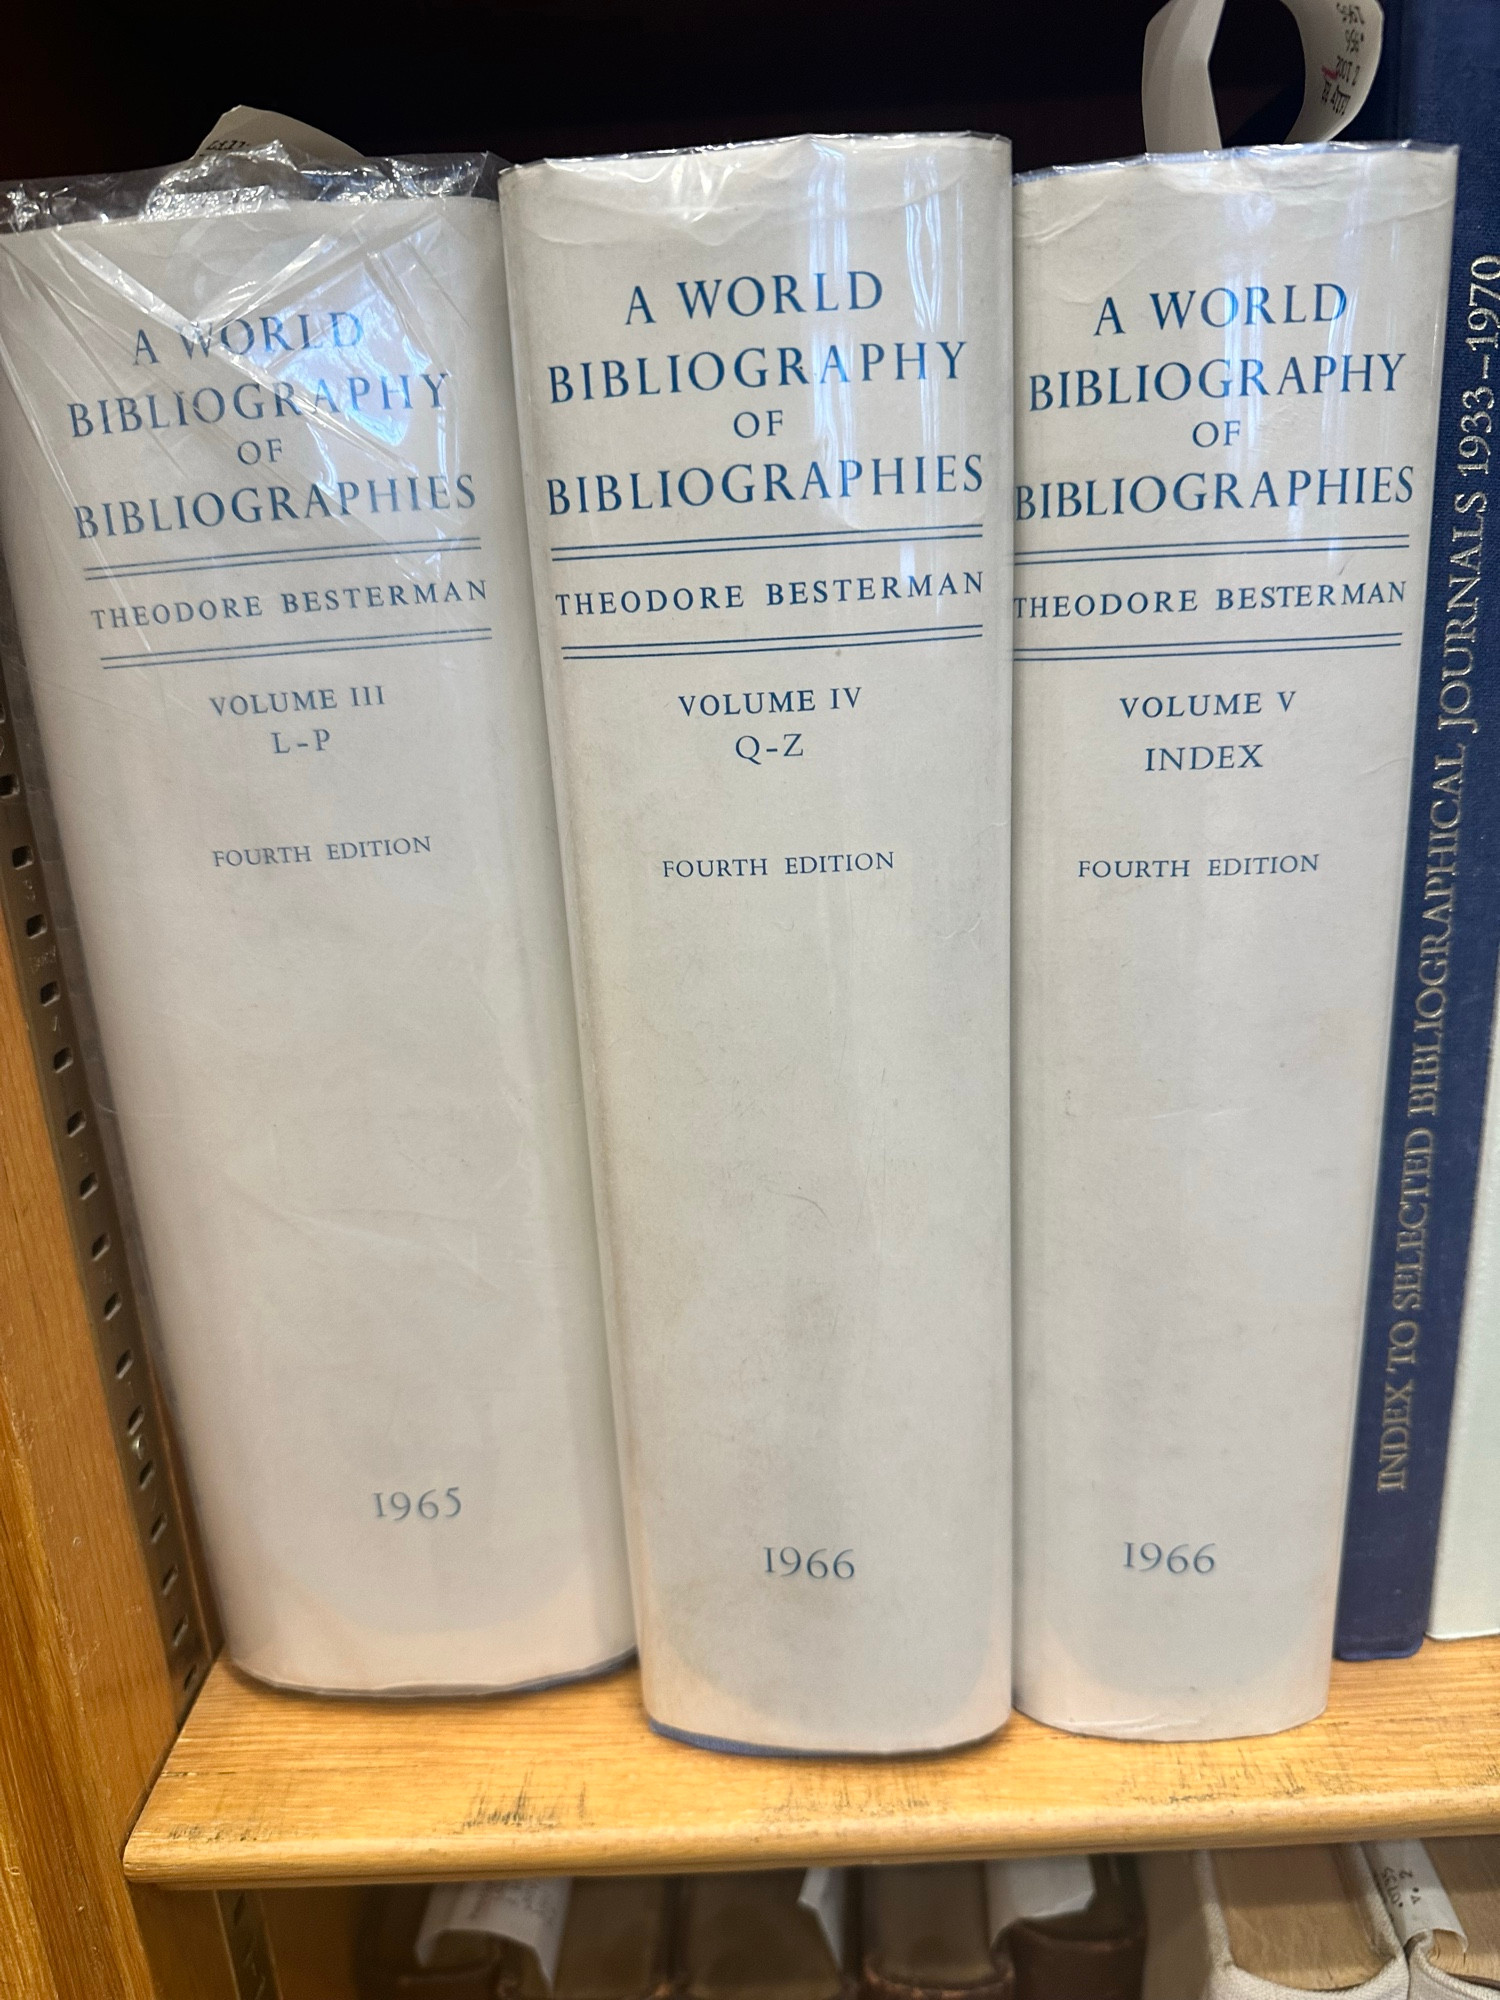 A WORLD
BIBLIOGRAPHY
OF
BIBLIOGRAPHIES
THEODORE BESTERMAN
VOLUME III
L-P
FOURTH EDITION
1965
A WORLD
BIBLIOGRAPHY
OF
BIBLIOGRAPHIES
THEODORE BESTERMAN
VOLUME IV
Q-Z
FOURTH EDITION
1966
A WORLD
BIBLIOGRAPHY
OF
BIBLIOGRAPHIES
THEODORE BESTERMAN
VOLUME V
INDEX
FOURTH EDITION
1966
INDEX TO SELECTED BIBLIOGRAPHICAL JOURNALS 1933–1970